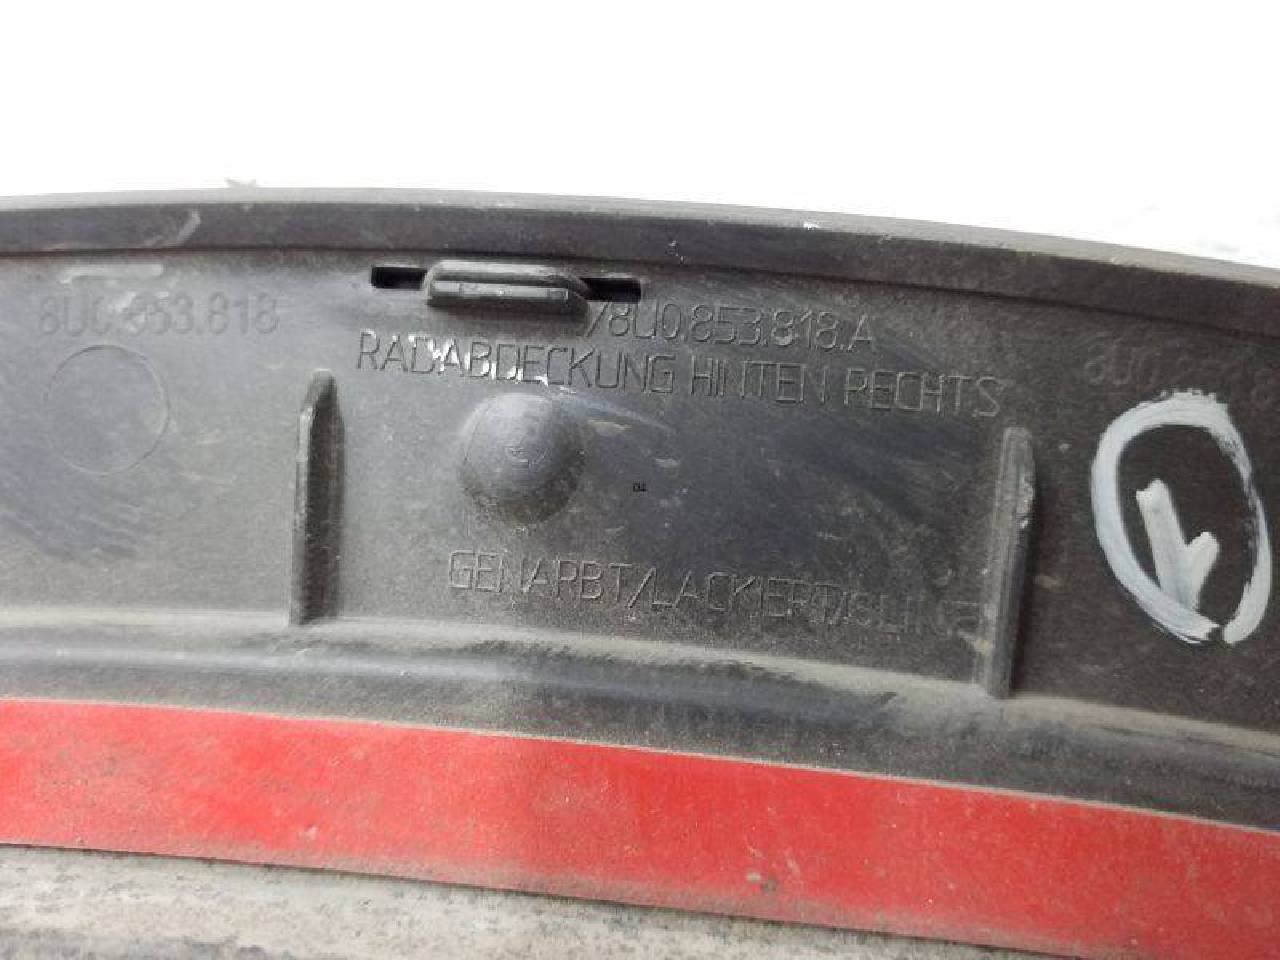 8U0.853.818
/8U0.853.818.A
RADABDECKUNG HINTEN RECHTS
GENARBT/LACKIERT/SLINE